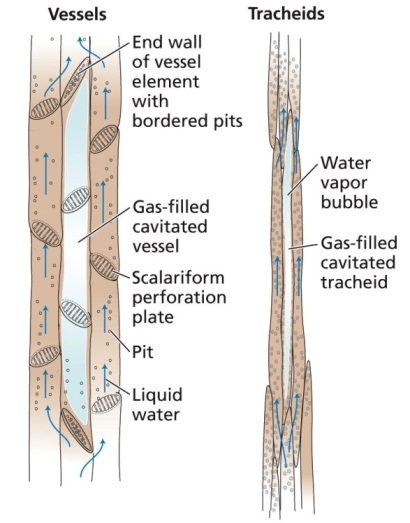 Vessels
End wall
of vessel
element
with
bordered pits
Gas-filled
cavitated
vessel
Scalariform
perforation
plate
Pit
Liquid
water
Tracheids
Water
vapor
bubble
Gas-filled
cavitated
tracheid